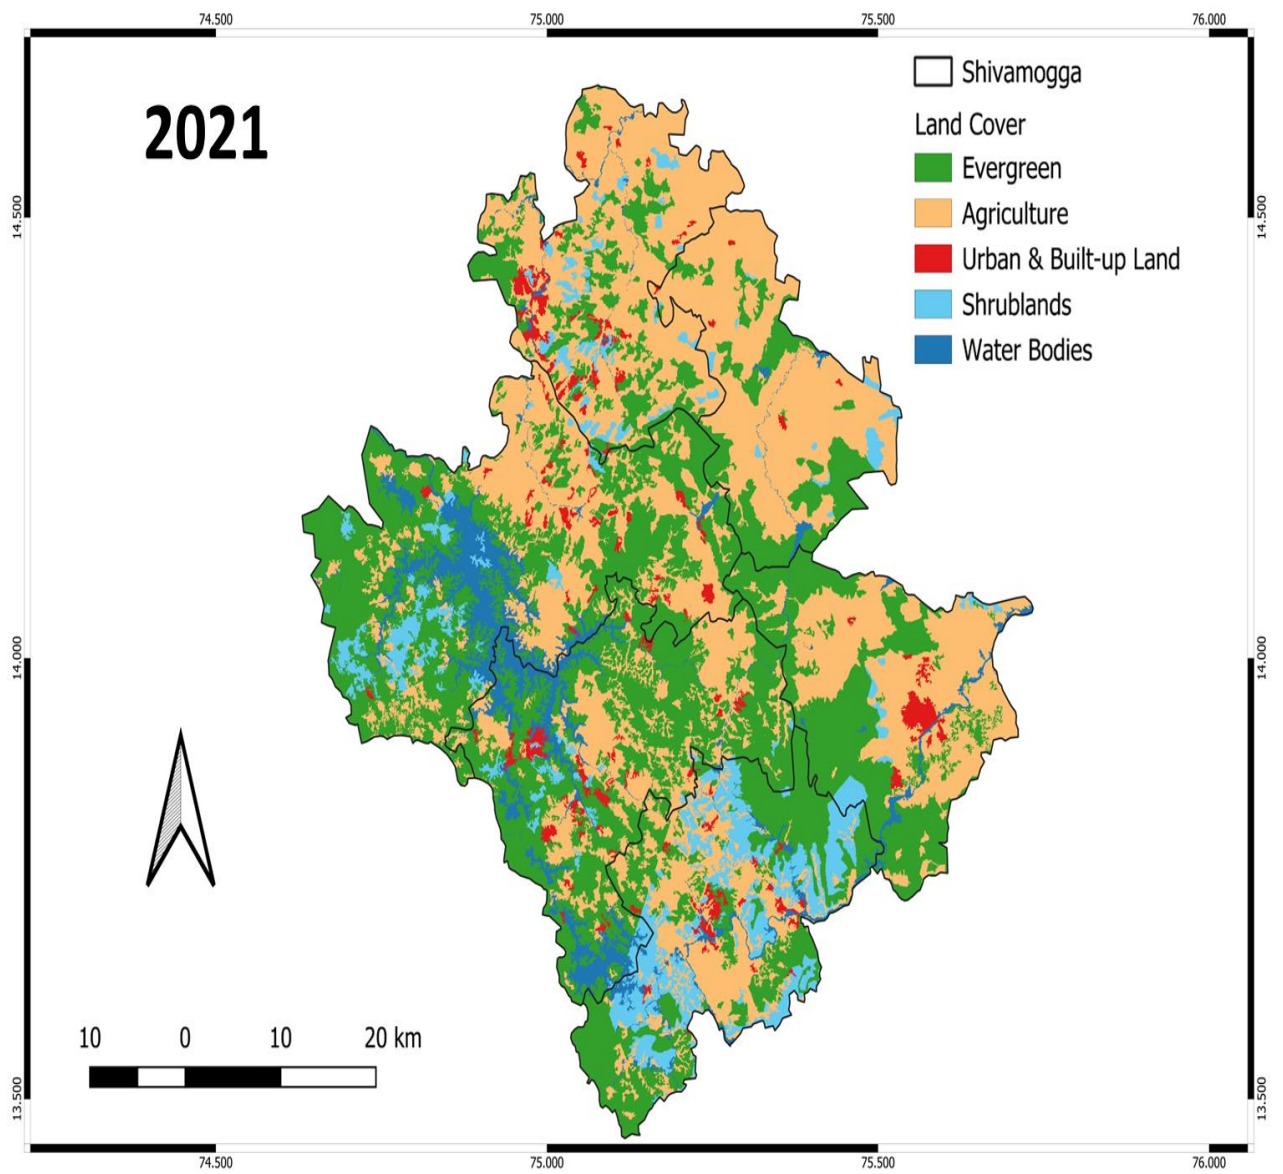 74.500 75.000 75.500 76.000
2021
Shivamogga
Land Cover
Evergreen
Agriculture
Urban & Built-up Land
Shrublands
Water Bodies
14.500 14.500
14.000 14.000
10 0 10 20 km
13.500 13.500
74.500 75.000 75.500 76.000